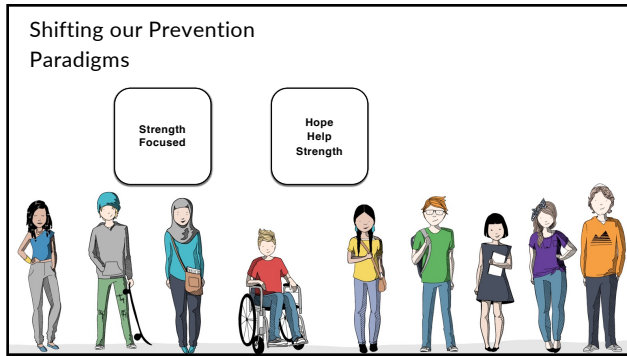 Shifting our Prevention
Paradigms
Strength
Focused
Hope
Help
Strength